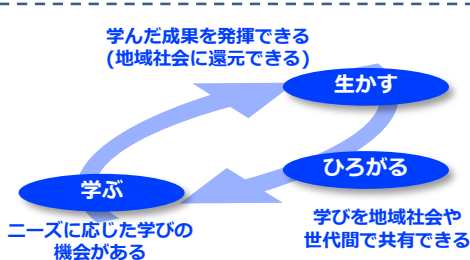 学んだ成果を発揮できる
(地域社会に還元できる)
生かす
ひろがる
学ぶ
学びを地域社会や
世代間で共有できる
ニーズに応じた学びの
機会がある